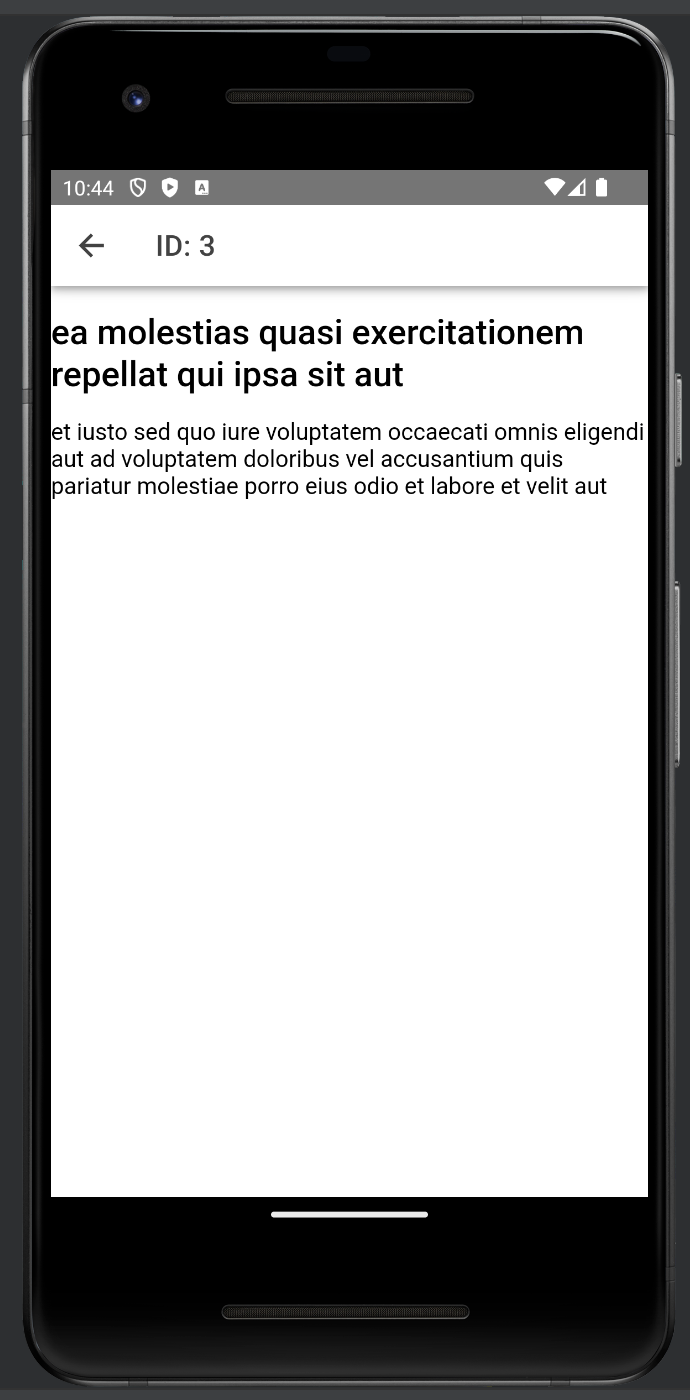 10:44
A
ID: 3
ea molestias quasi exercitationem
repellat qui ipsa sit aut
et iusto sed quo iure voluptatem occaecati omnis eligendi
aut ad voluptatem doloribus vel accusantium quis
pariatur molestiae porro eius odio et labore et velit aut